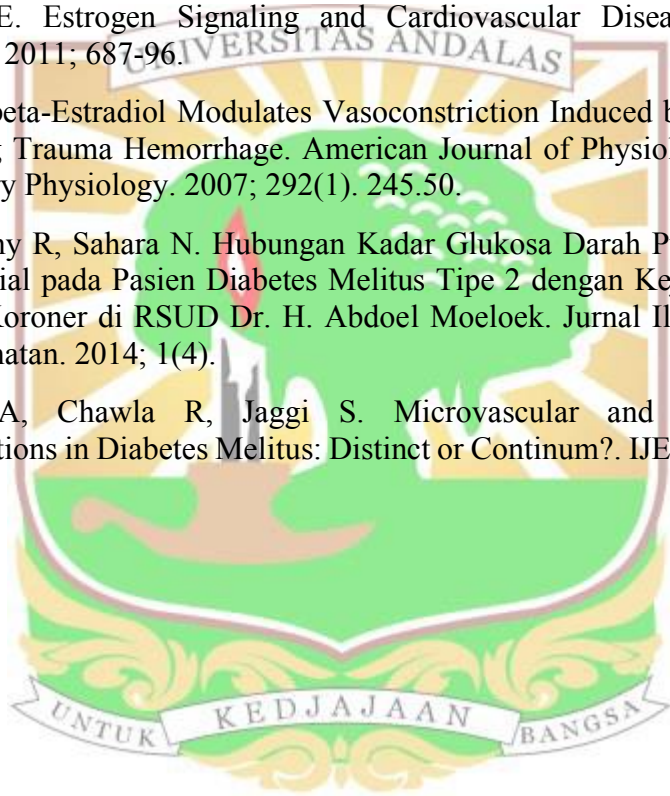 E. Estrogen Signaling and Cardiovascular Disea
2011; 687-96.
UNIVERSITAS ANDALAS
beta-Estradiol Modulates Vasoconstriction Induced b
Trauma Hemorrhage. American Journal of Physiol
y Physiology. 2007; 292(1). 245.50.
ny R, Sahara N. Hubungan Kadar Glukosa Darah P
ial pada Pasien Diabetes Melitus Tipe 2 dengan Ke
Koroner di RSUD Dr. H. Abdoel Moeloek. Jurnal Il
hatan. 2014; 1(4).
A, Chawla R, Jaggi S. Microvascular and
tions in Diabetes Melitus: Distinct or Continum?. IJE
UNTUK KEDJAJAAN BANGSA